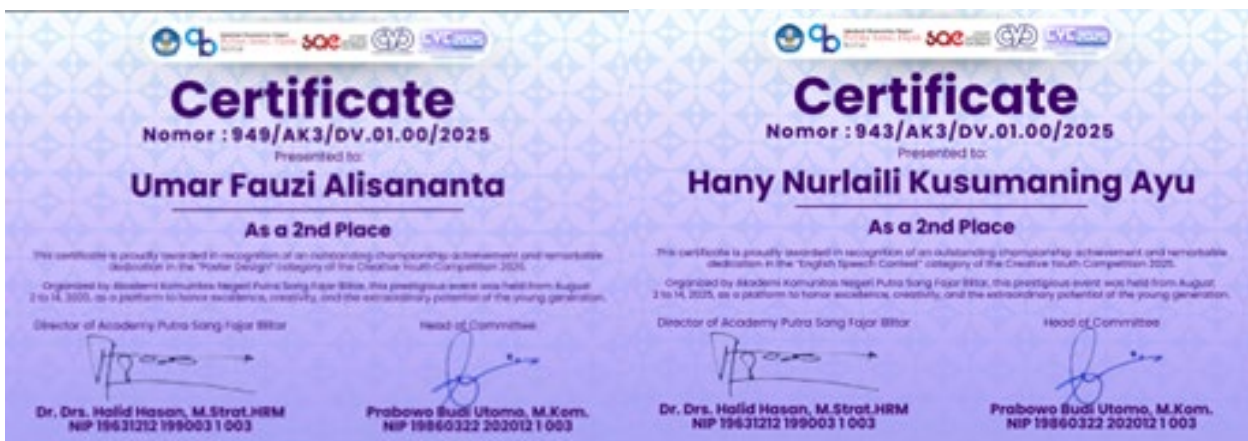 Certificate
Nomor : 949/AK3/DV.01.00/2025
Presented to:
Umar Fauzi Alisananta
As a 2nd Place
This certificate is proudly awarded in recognition of an outstanding championship achievement and remarkable
dedication in the "Poster Design" category of the Creative Youth Competition 2025.
Organized by Akademi Komunitas Negeri Putra Sang Fajar Blitar, this prestigious event was held from August
2 to 14, 2025, as a platform to honor excellence, creativity, and the extraordinary potential of the young generation.
Director of Academy Putra Sang Fajar Blitar
Head of Committee
Dr. Drs. Halid Hasan, M.Strat.HRM
NIP 19631212 199003 1 003
Prabowo Budi Utomo, M.Kom.
NIP 19860322 202012 1 003
Certificate
Nomor : 943/AK3/DV.01.00/2025
Presented to:
Hany Nurlaili Kusumaning Ayu
As a 2nd Place
This certificate is proudly awarded in recognition of an outstanding championship achievement and remarkable
dedication in the "English Speech Contest" category of the Creative Youth Competition 2025.
Organized by Akademi Komunitas Negeri Putra Sang Fajar Blitar, this prestigious event was held from August
2 to 14, 2025, as a platform to honor excellence, creativity, and the extraordinary potential of the young generation.
Director of Academy Putra Sang Fajar Blitar
Head of Committee
Dr. Drs. Halid Hasan, M.Strat.HRM
NIP 19631212 199003 1 003
Prabowo Budi Utomo, M.Kom.
NIP 19860322 202012 1 003